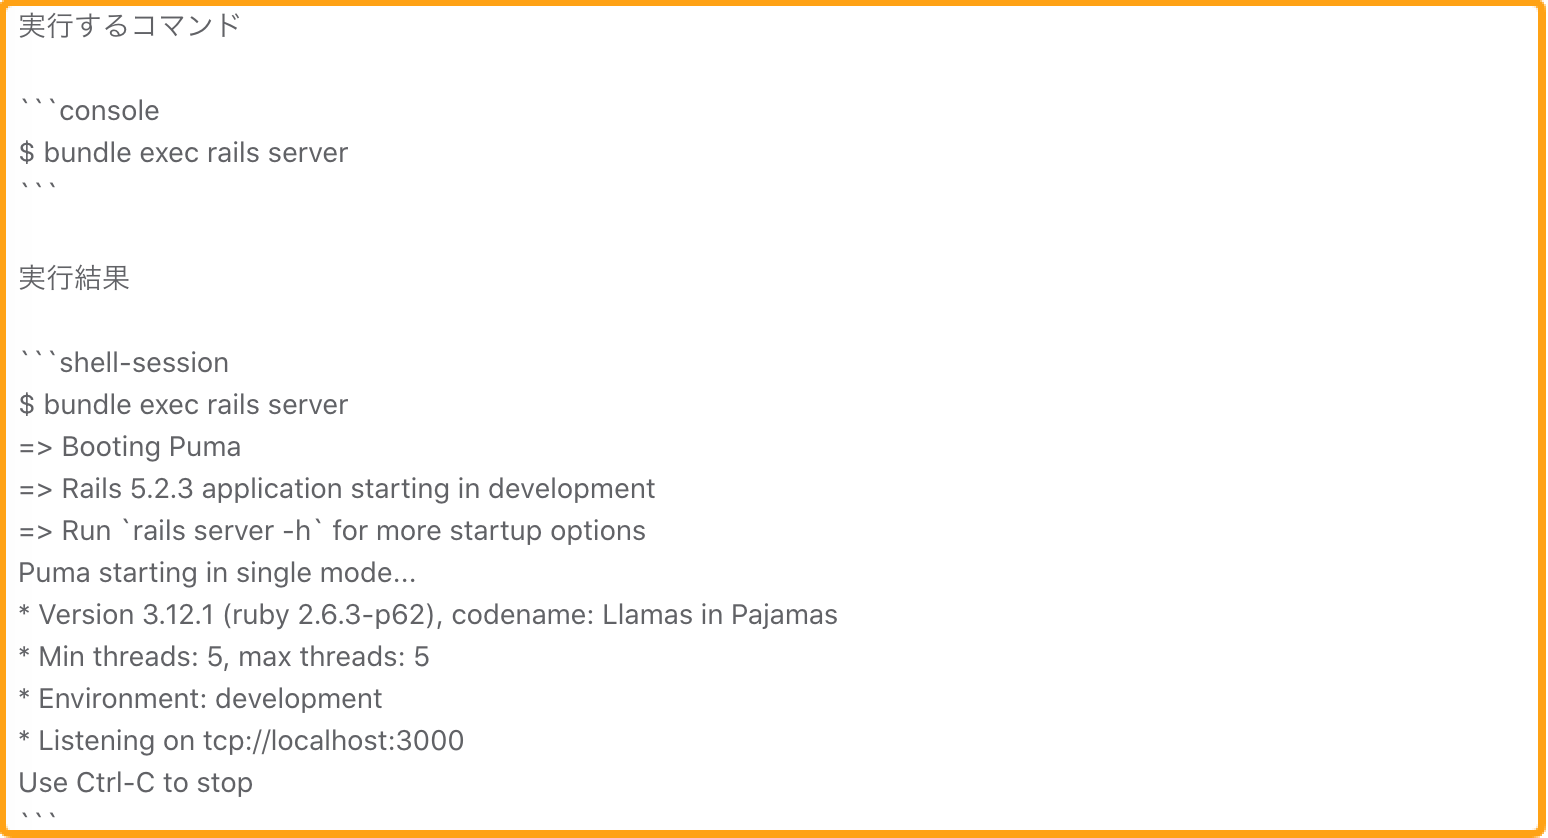 実行するコマンド
```console
$ bundle exec rails server
```
実行結果
```shell-session
$ bundle exec rails server
=> Booting Puma
=> Rails 5.2.3 application starting in development
=> Run `rails server -h` for more startup options
Puma starting in single mode...
* Version 3.12.1 (ruby 2.6.3-p62), codename: Llamas in Pajamas
* Min threads: 5, max threads: 5
* Environment: development
* Listening on tcp://localhost:3000
Use Ctrl-C to stop
```